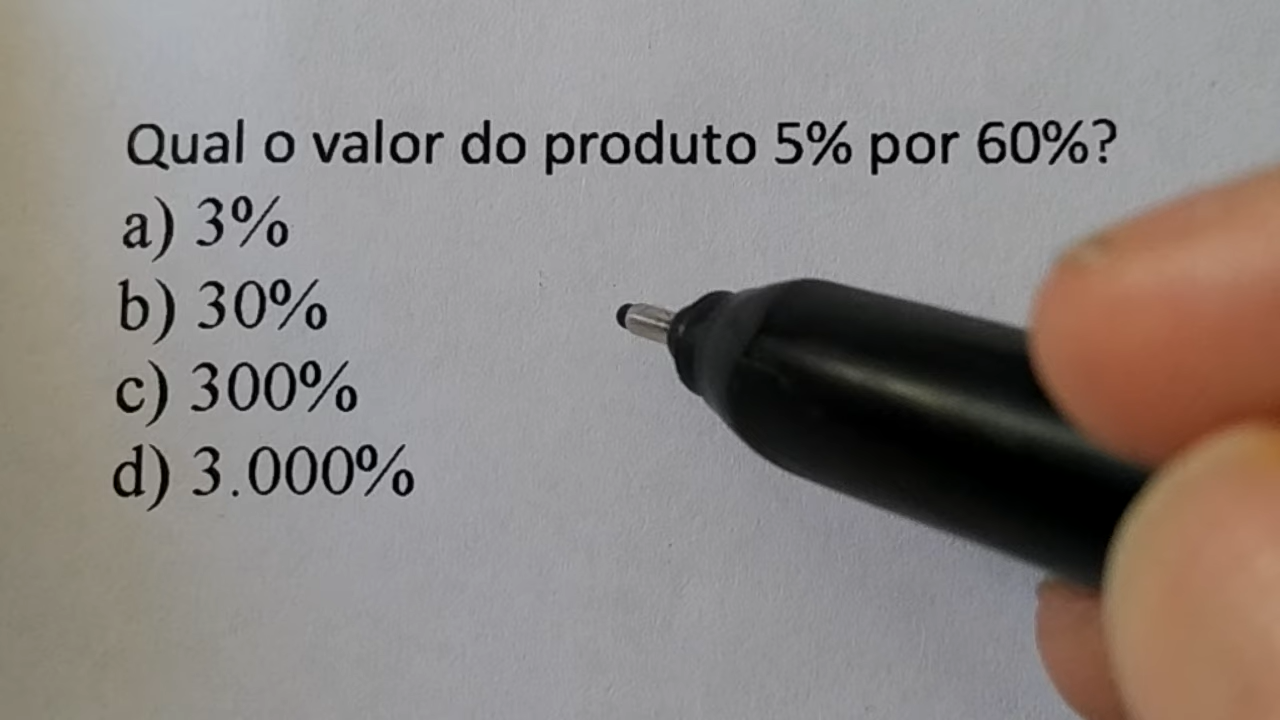 Qual o valor do produto 5% por 60%?
a) 3%
b) 30%
c) 300%
d) 3.000%